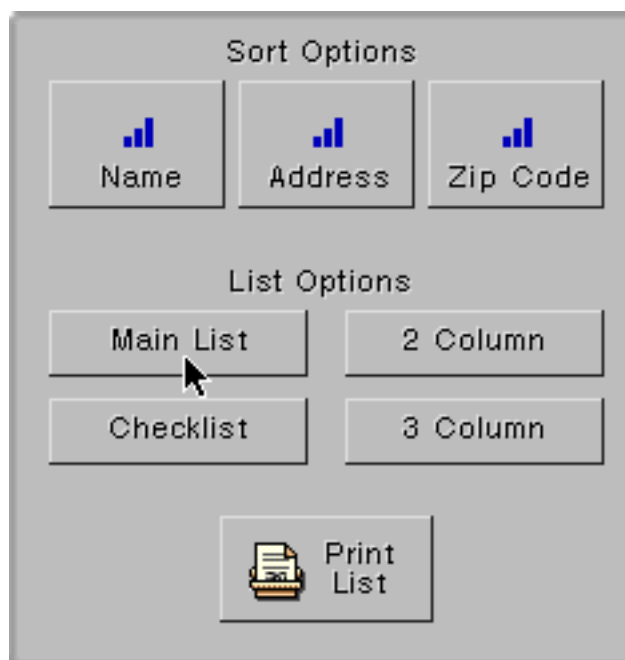 Sort Options
Name Address Zip Code
List Options
Main List 2 Column
Checklist 3 Column
Print
List